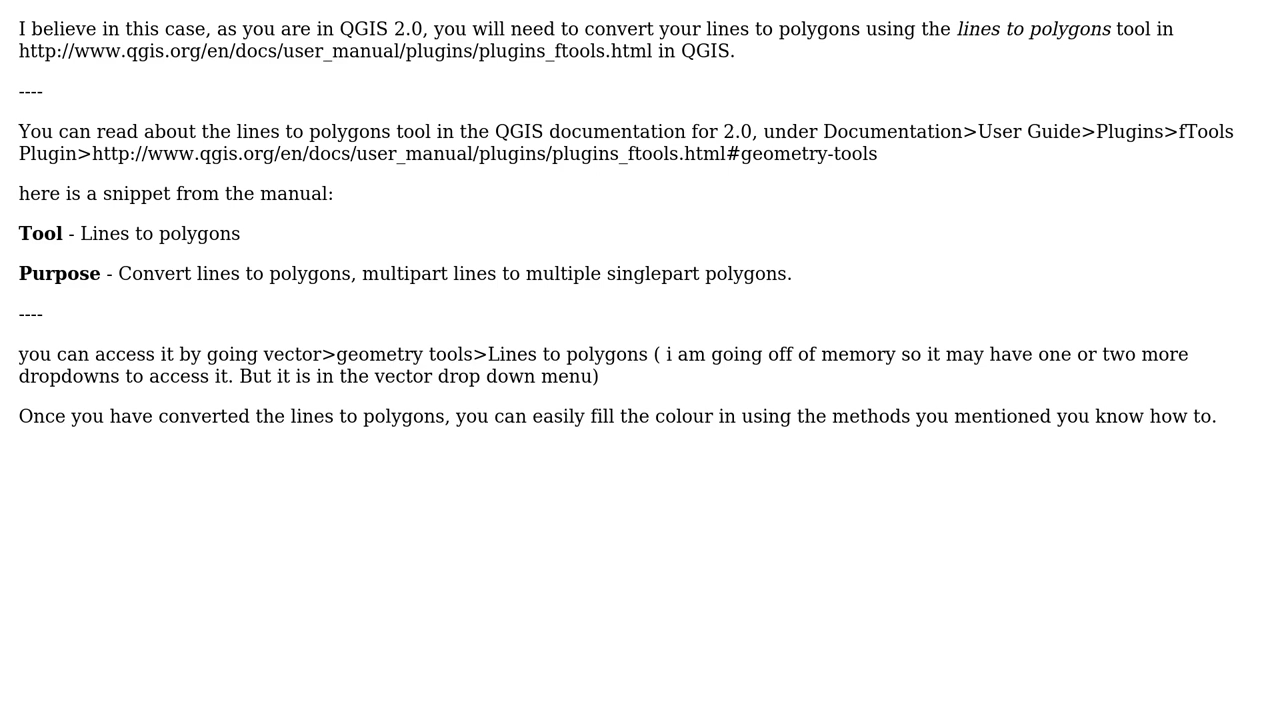 I believe in this case, as you are in QGIS 2.0, you will need to convert your lines to polygons using the lines to polygons tool in
http://www.qgis.org/en/docs/user_manual/plugins/plugins_ftools.html in QGIS.
----
You can read about the lines to polygons tool in the QGIS documentation for 2.0, under Documentation>User Guide>Plugins>fTools
Plugin>http://www.qgis.org/en/docs/user_manual/plugins/plugins_ftools.html#geometry-tools
here is a snippet from the manual:
Tool - Lines to polygons
Purpose - Convert lines to polygons, multipart lines to multiple singlepart polygons.
----
you can access it by going vector>geometry tools>Lines to polygons ( i am going off of memory so it may have one or two more
dropdowns to access it. But it is in the vector drop down menu)
Once you have converted the lines to polygons, you can easily fill the colour in using the methods you mentioned you know how to.